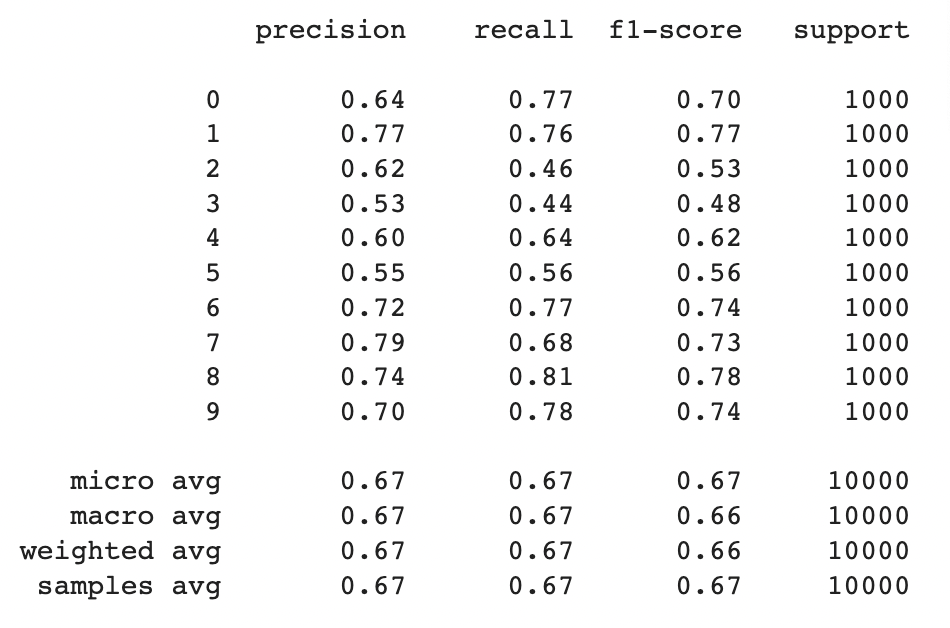 precision recall f1-score support
0 0.64 0.77 0.70 1000
1 0.77 0.76 0.77 1000
2 0.62 0.46 0.53 1000
3 0.53 0.44 0.48 1000
4 0.60 0.64 0.62 1000
5 0.55 0.56 0.56 1000
6 0.72 0.77 0.74 1000
7 0.79 0.68 0.73 1000
8 0.74 0.81 0.78 1000
9 0.70 0.78 0.74 1000
micro avg 0.67 0.67 0.67 10000
macro avg 0.67 0.67 0.66 10000
weighted avg 0.67 0.67 0.66 10000
samples avg 0.67 0.67 0.67 10000